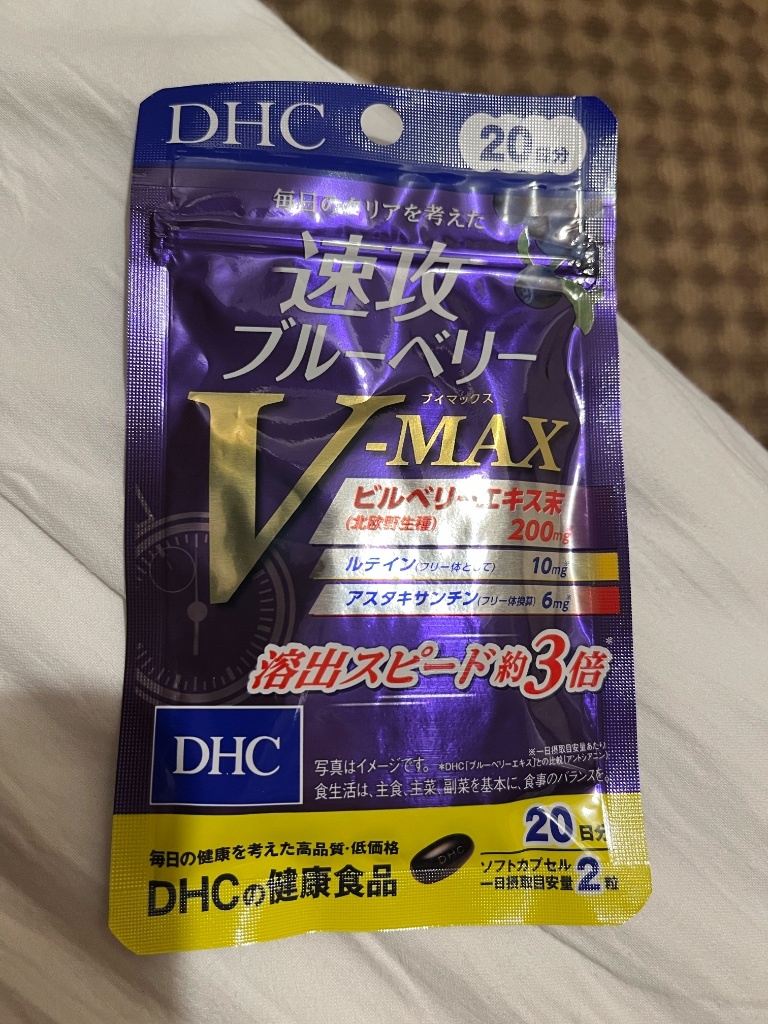 DHC
20日分
毎日のクリアを考えた
速攻
ブルーベリー
ブイマックス
V-MAX
ビルベリーエキス末
(北欧野生種) 200mg※
ルテイン(フリー体として) 10mg※
アスタキサンチン(フリー体換算) 6mg※
溶出スピード約3倍※
DHC
※一日摂取目安量あたり
写真はイメージです。 *DHC「ブルーベリーエキス」との比較(アントシアニン)
食生活は、主食、主菜、副菜を基本に、食事のバランスを。
20日分
毎日の健康を考えた高品質・低価格
DHCの健康食品
DHC
ソフトカプセル
一日摂取目安量2粒